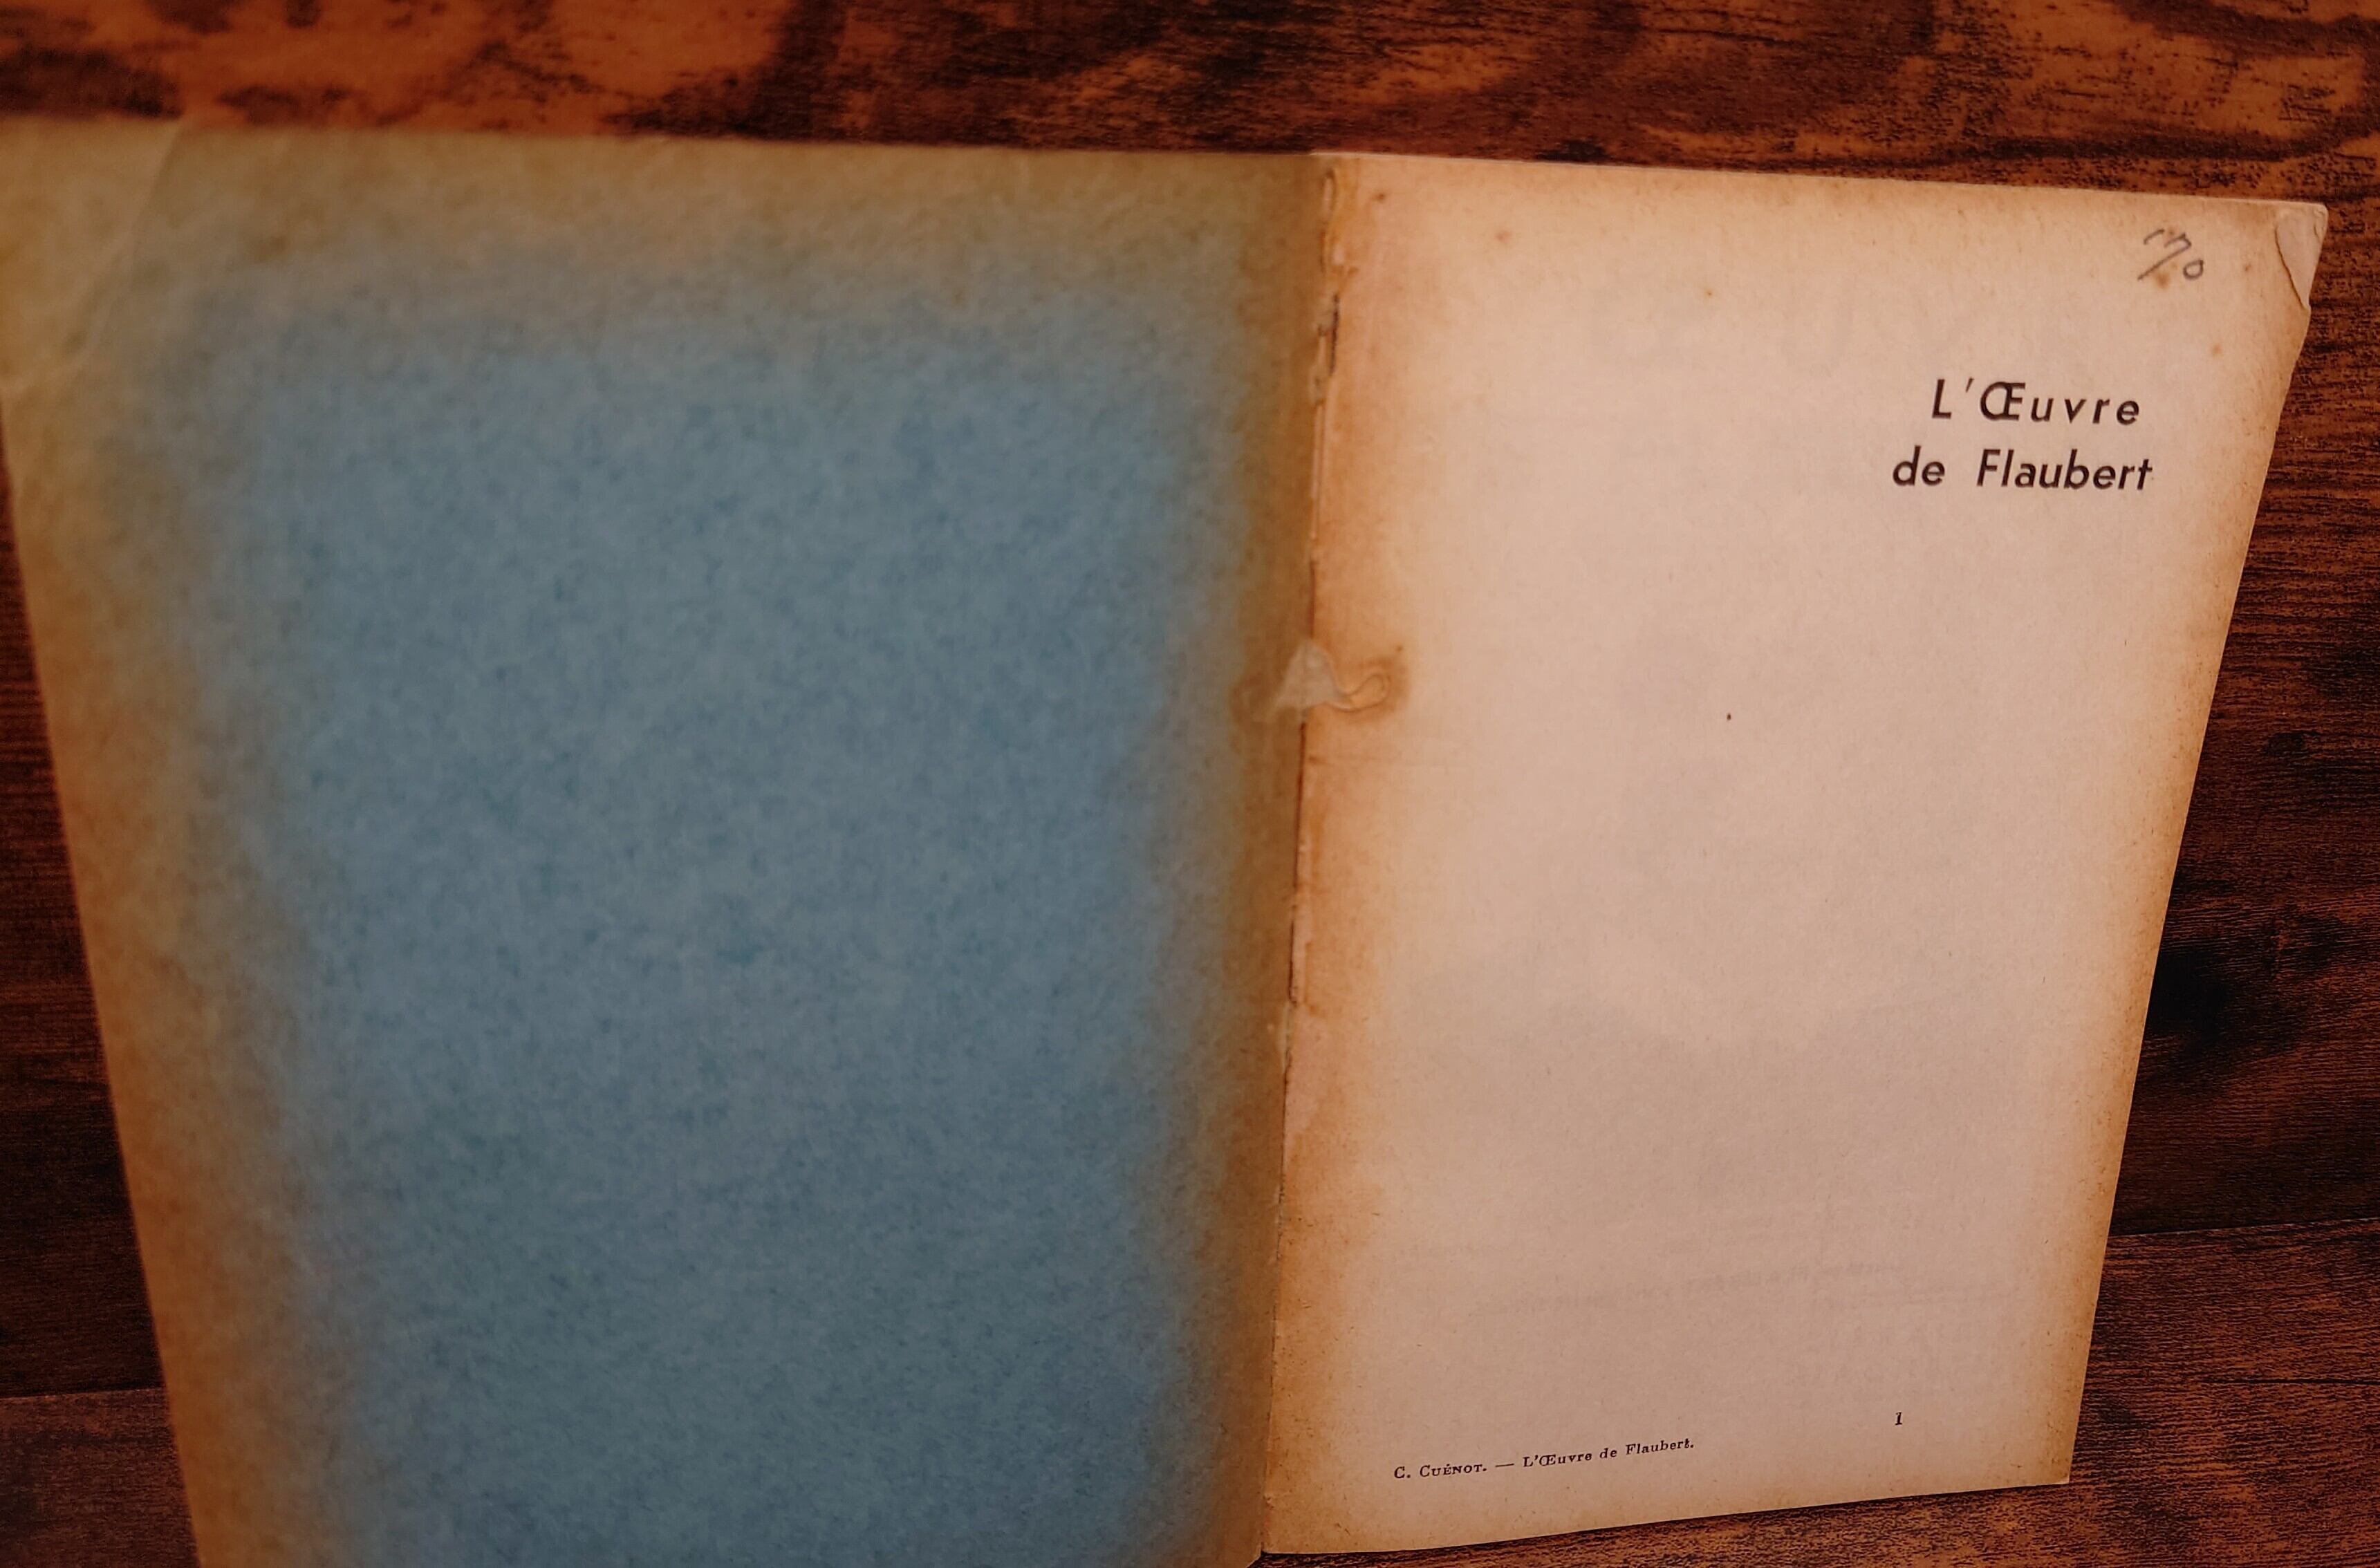 L'Œuvre
de Flaubert
1
C. CUÉNOT. — L'Œuvre de Flaubert.